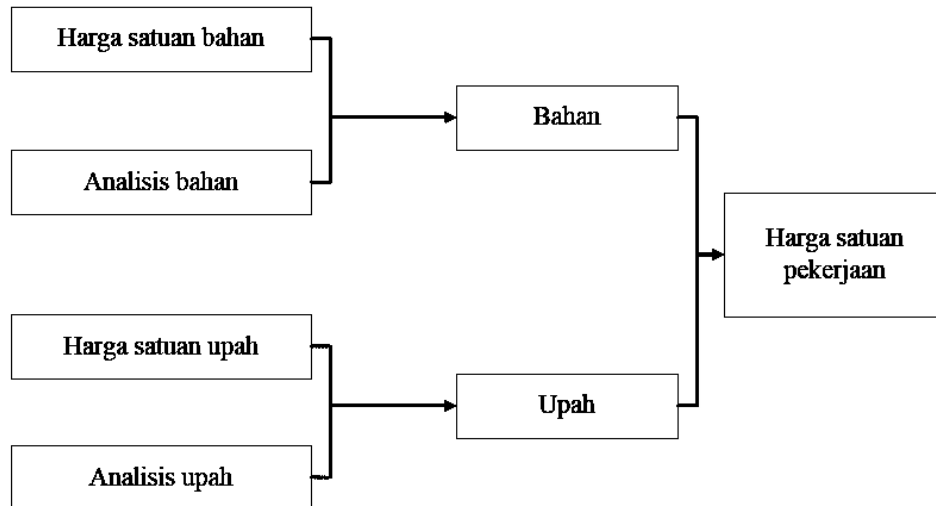 Harga satuan bahan
Analisis bahan
Bahan
Harga satuan
pekerjaan
Harga satuan upah
Upah
Analisis upah